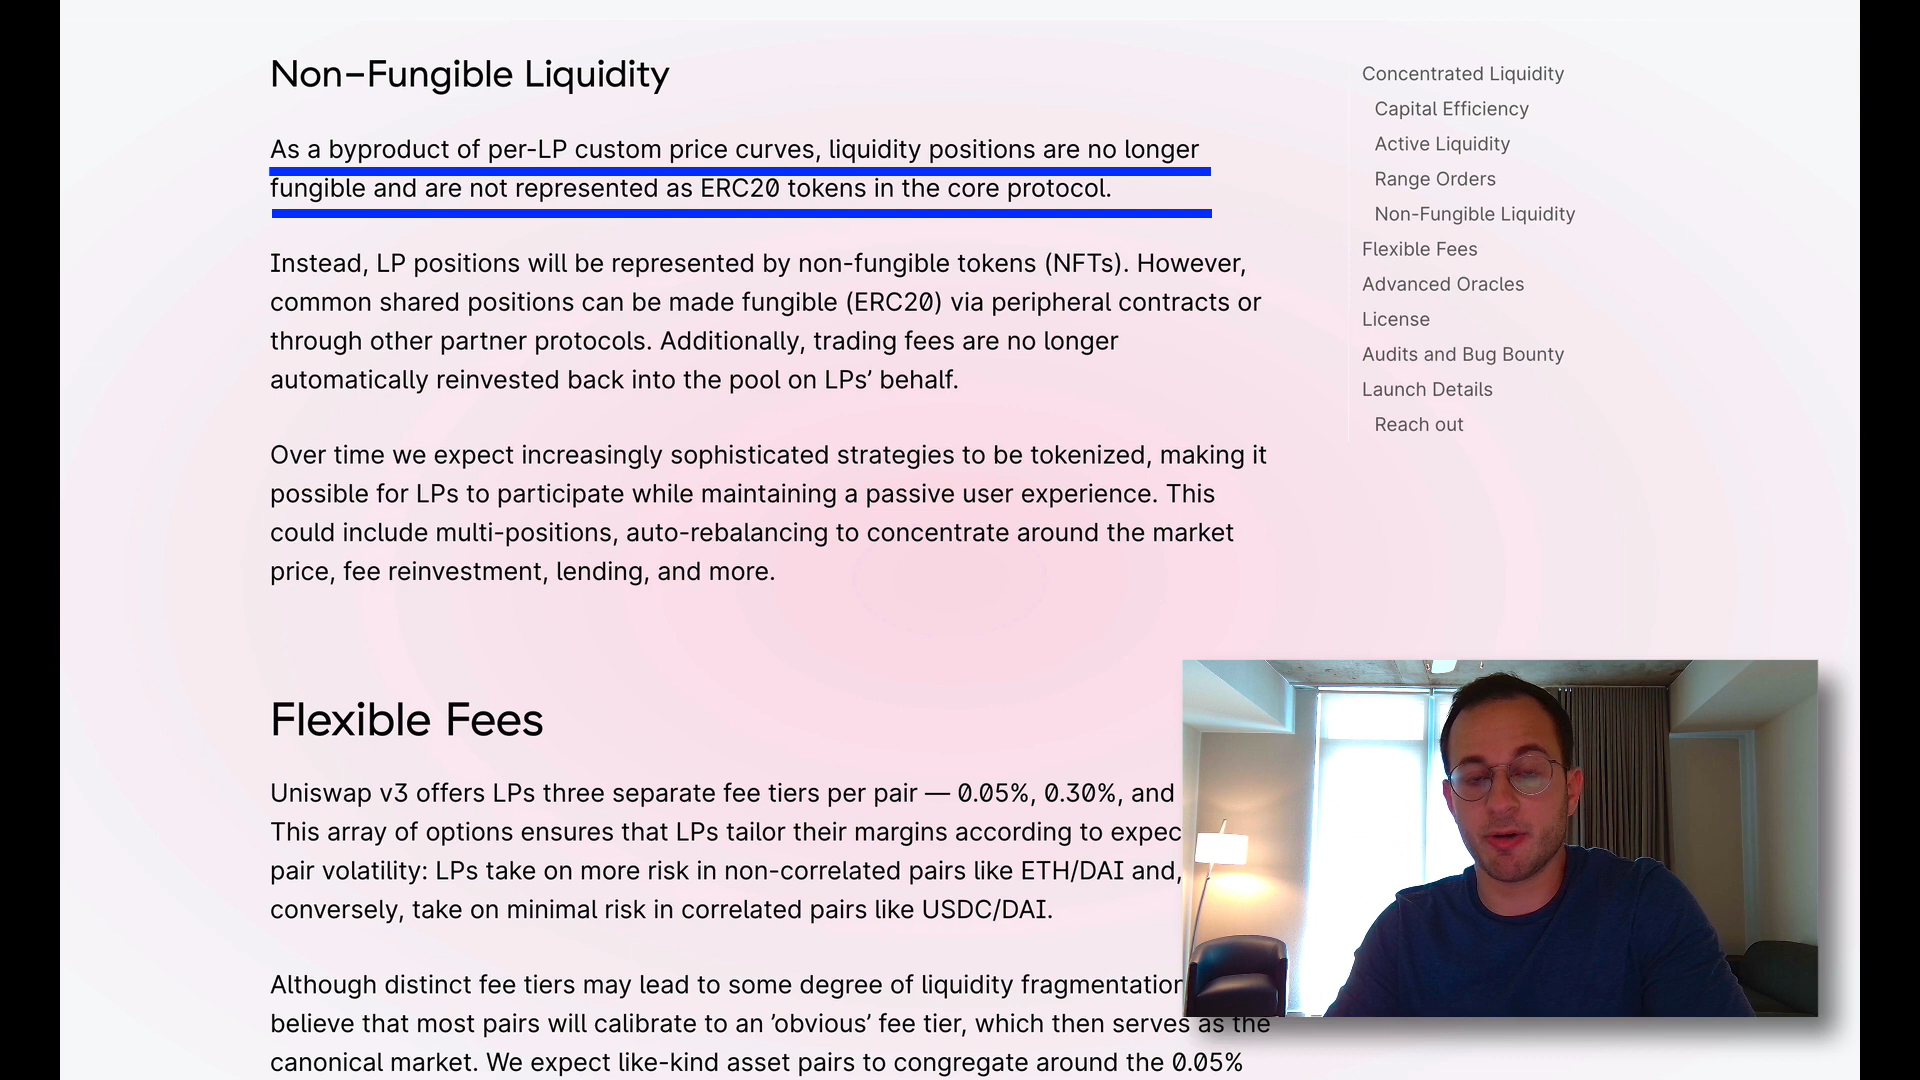 Non-Fungible Liquidity
As a byproduct of per-LP custom price curves, liquidity positions are no longer
fungible and are not represented as ERC20 tokens in the core protocol.
Instead, LP positions will be represented by non-fungible tokens (NFTs). However,
common shared positions can be made fungible (ERC20) via peripheral contracts or
through other partner protocols. Additionally, trading fees are no longer
automatically reinvested back into the pool on LPs’ behalf.
Over time we expect increasingly sophisticated strategies to be tokenized, making it
possible for LPs to participate while maintaining a passive user experience. This
could include multi-positions, auto-rebalancing to concentrate around the market
price, fee reinvestment, lending, and more.
Flexible Fees
Uniswap v3 offers LPs three separate fee tiers per pair — 0.05%, 0.30%, and
This array of options ensures that LPs tailor their margins according to expec
pair volatility: LPs take on more risk in non-correlated pairs like ETH/DAI and,
conversely, take on minimal risk in correlated pairs like USDC/DAI.
Although distinct fee tiers may lead to some degree of liquidity fragmentation
believe that most pairs will calibrate to an ’obvious’ fee tier, which then serves as the
canonical market. We expect like-kind asset pairs to congregate around the 0.05%
Concentrated Liquidity
Capital Efficiency
Active Liquidity
Range Orders
Non-Fungible Liquidity
Flexible Fees
Advanced Oracles
License
Audits and Bug Bounty
Launch Details
Reach out